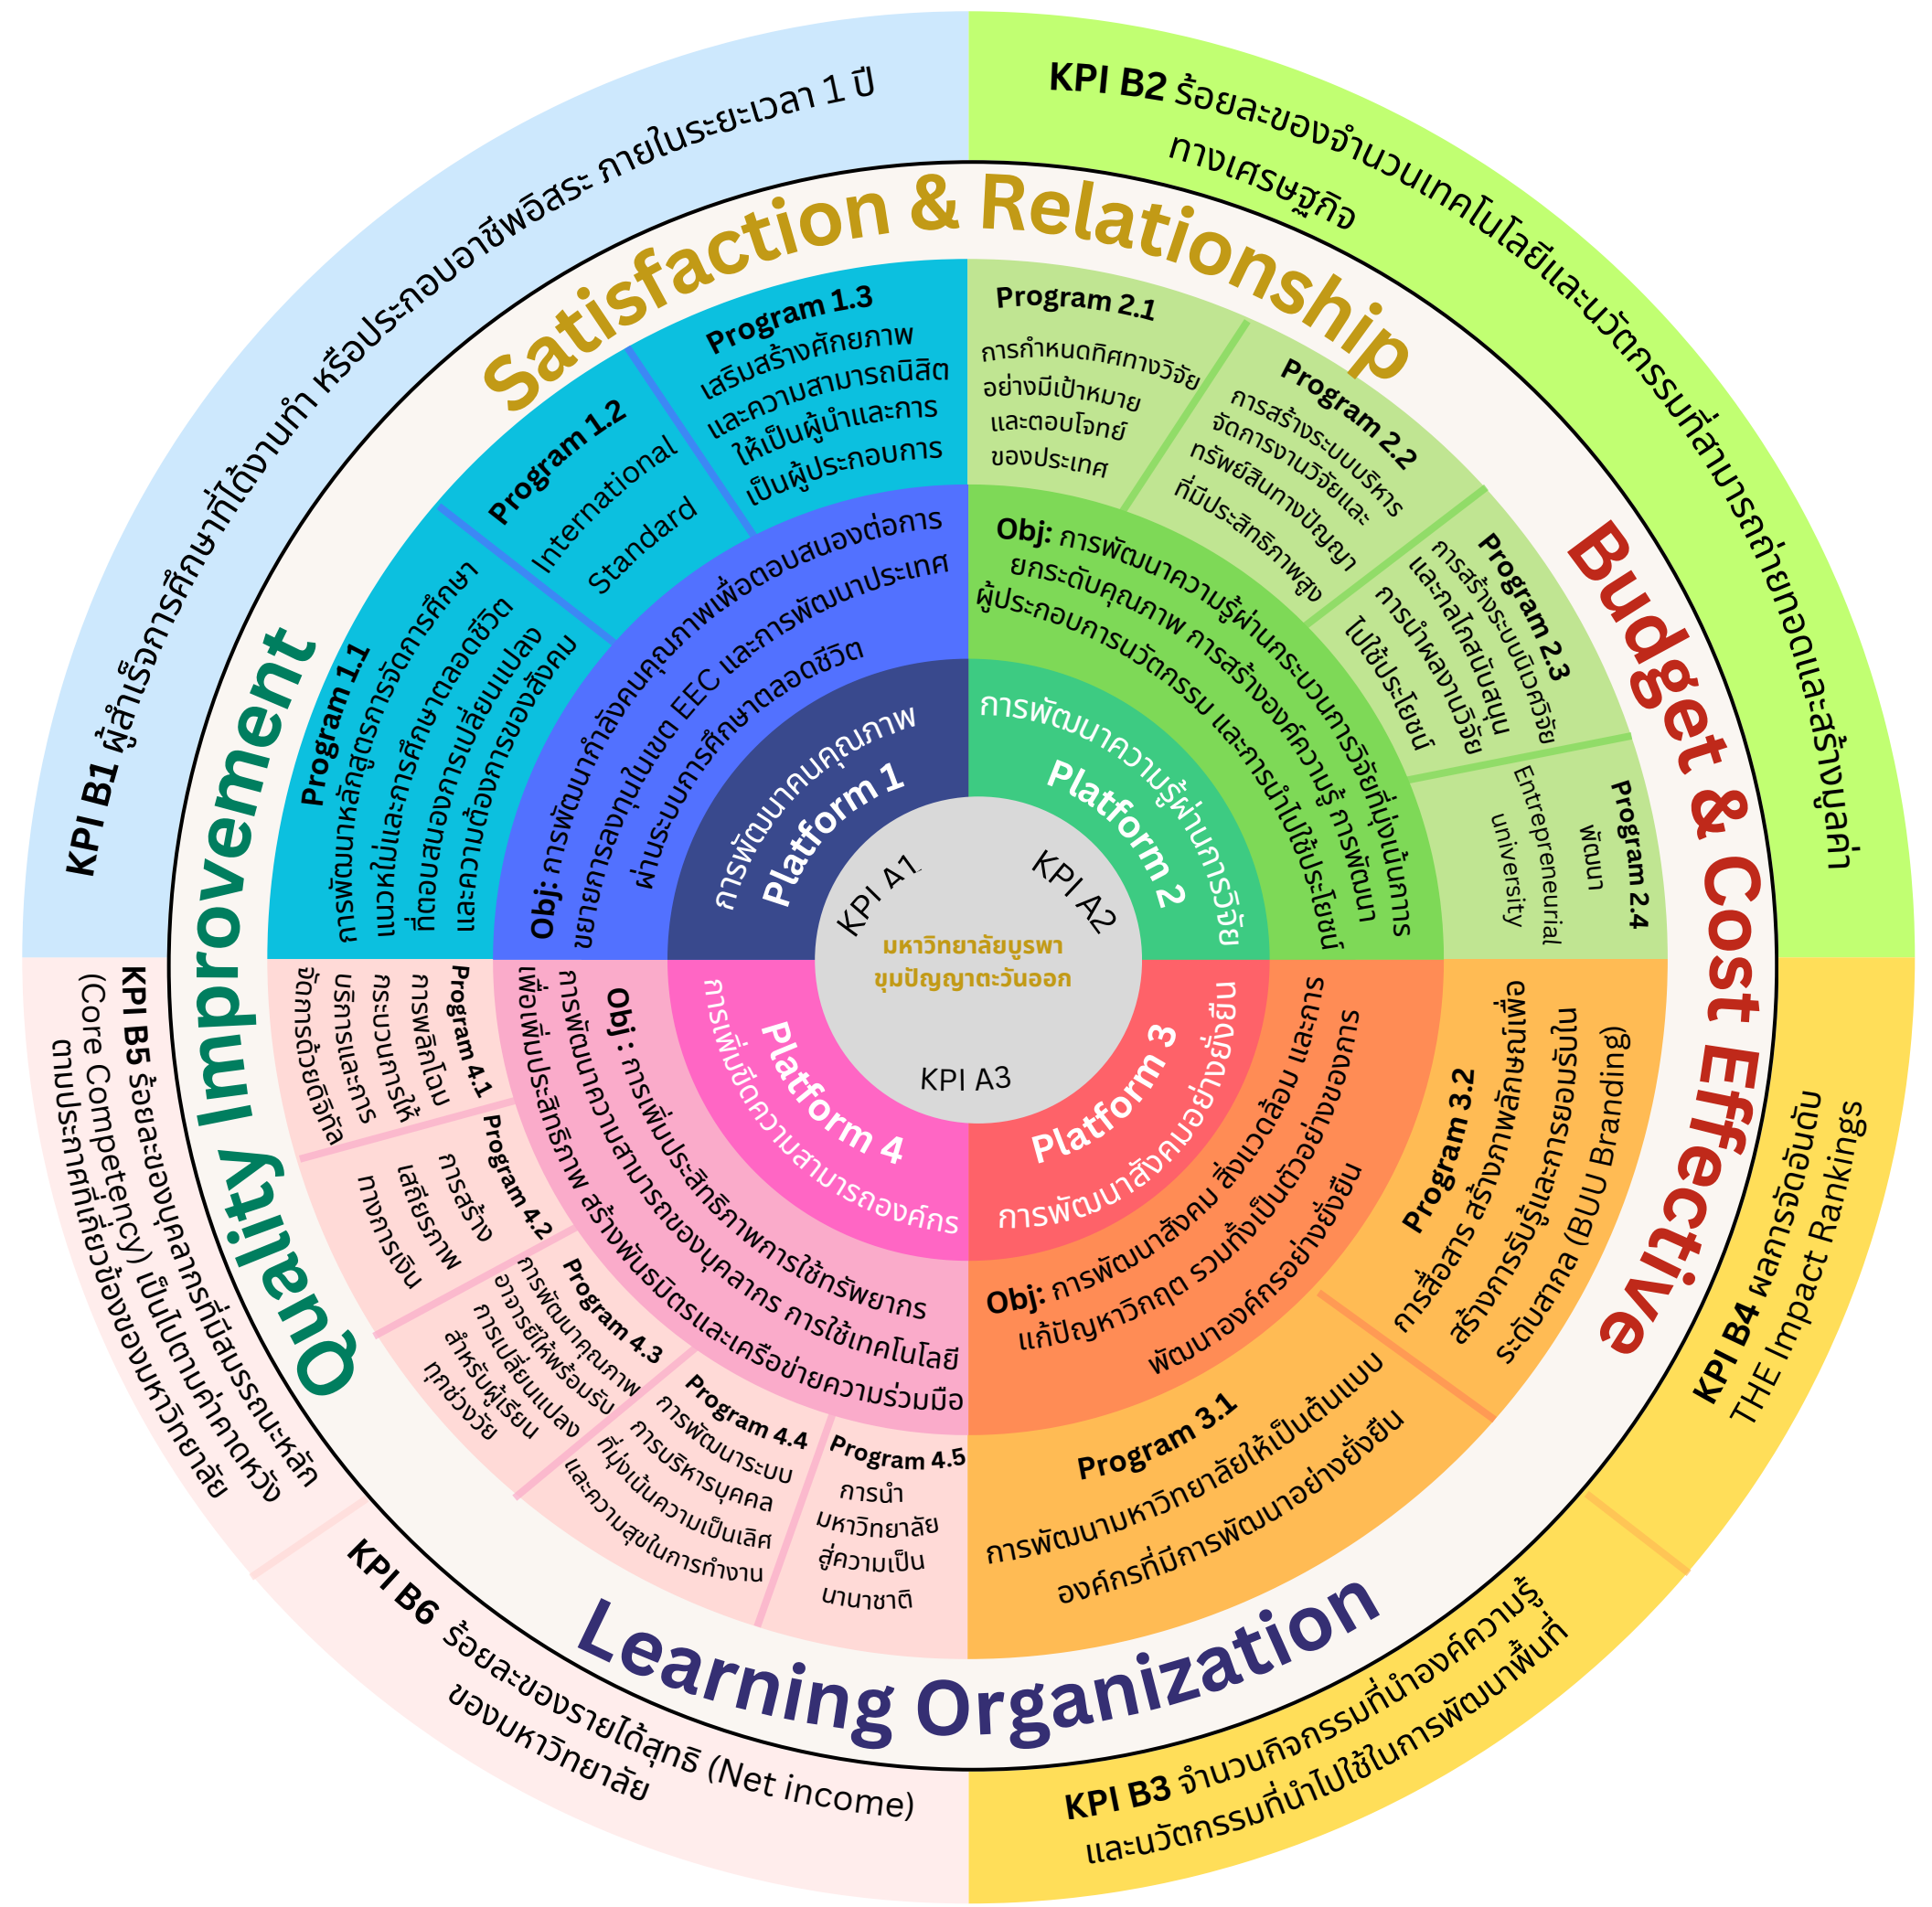 มหาวิทยาลัยบูรพา
ขุมปัญญาตะวันออก
KPI A1
KPI A2
KPI A3
Platform 1
การพัฒนาคนคุณภาพ
Obj: การพัฒนากำลังคนคุณภาพเพื่อตอบสนองต่อการ
ขยายการลงทุนในเขต EEC และการพัฒนาประเทศ
ผ่านระบบการศึกษาตลอดชีวิต
Program 1.1
การพัฒนาหลักสูตรการจัดการศึกษา
แนวหใม่และการศึกษาตลอดชีวิต
ที่ตอบสนองการเปลี่ยนแปลง
และความต้องการของสังคม
Program 1.2
International
Standard
Program 1.3
เสริมสร้างศักยภาพ
และความสามารถนิสิต
ให้เป็นผู้นำและการ
เป็นผู้ประกอบการ
KPI B1 ผู้สำเร็จการศึกษาที่ได้งานทำ หรือประกอบอาชีพอิสระ ภายในระยะเวลา 1 ปี
Platform 2
การพัฒนาความรู้ผ่านการวิจัย
Obj: การพัฒนาความรู้ผ่านกระบวนการวิจัยที่มุ่งเน้นการ
ยกระดับคุณภาพ การสร้างองค์ความรู้ การพัฒนา
ผู้ประกอบการนวัตกรรม และการนำไปใช้ประโยชน์
Program 2.1
การกำหนดทิศทางวิจัย
อย่างมีเป้าหมาย
และตอบโจทย์
ของประเทศ
Program 2.2
การสร้างระบบบริหาร
จัดการงานวิจัยและ
ทรัพย์สินทางปัญญา
ที่มีประสิทธิภาพสูง
Program 2.3
การสร้างระบบนิเวศวิจัย
และกลไกสนับสนุน
การนำผลงานวิจัย
ไปใช้ประโยชน์
Program 2.4
พัฒนา
Entrepreneurial
university
KPI B2 ร้อยละของจำนวนเทคโนโลยีและนวัตกรรมที่สามารถถ่ายทอดและสร้างมูลค่า
ทางเศรษฐกิจ
Platform 3
การพัฒนาสังคมอย่างยั่งยืน
Obj: การพัฒนาสังคม สิ่งแวดล้อม และการ
แก้ปัญหาวิกฤต รวมทั้งเป็นตัวอย่างของการ
พัฒนาองค์กรอย่างยั่งยืน
Program 3.1
การพัฒนามหาวิทยาลัยให้เป็นต้นแบบ
องค์กรที่มีการพัฒนาอย่างยั่งยืน
Program 3.2
การสื่อสาร สร้างภาพลักษณ์เพื่อ
สร้างการรับรู้และการยอมรับใน
ระดับสากล (BUU Branding)
KPI B3 จำนวนกิจกรรมที่นำองค์ความรู้
และนวัตกรรมที่นำไปใช้ในการพัฒนาพื้นที่
KPI B4 ผลการจัดอันดับ
THE Impact Rankings
Platform 4
การเพิ่มขีดความสามารถองค์กร
Obj : การเพิ่มประสิทธิภาพการใช้ทรัพยากร
การพัฒนาความสามารถของบุคลากร การใช้เทคโนโลยี
เพื่อเพิ่มประสิทธิภาพ สร้างพันธมิตรและเครือข่ายความร่วมมือ
Program 4.1
การพลิกโฉม
กระบวนการให้
บริการและการ
จัดการด้วยดิจิทัล
Program 4.2
การสร้าง
เสถียรภาพ
ทางการเงิน
Program 4.3
การพัฒนาคุณภาพ
อาจารย์ให้พร้อมรับ
การเปลี่ยนแปลง
สำหรับผู้เรียน
ทุกช่วงวัย
Program 4.4
การพัฒนาระบบ
การบริหารบุคคล
ที่มุ่งเน้นความเป็นเลิศ
และความสุขในการทำงาน
Program 4.5
การนำ
มหาวิทยาลัย
สู่ความเป็น
นานาชาติ
KPI B5 ร้อยละของบุคลากรที่มีสมรรถนะหลัก
(Core Competency) เป็นไปตามค่าคาดหวัง
ตามประกาศที่เกี่ยวข้องของมหาวิทยาลัย
KPI B6 ร้อยละของรายได้สุทธิ (Net income)
ของมหาวิทยาลัย
Satisfaction & Relationship
Budget & Cost Effective
Learning Organization
Quality Improvement